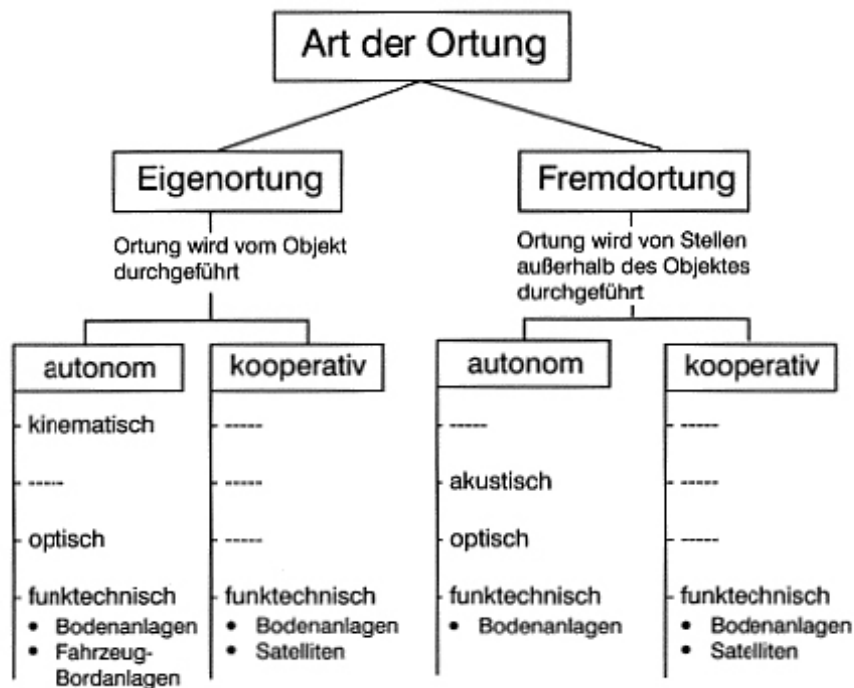 Art der Ortung
Eigenortung
Ortung wird vom Objekt
durchgeführt
autonom
- kinematisch
- -----
- optisch
- funktechnisch
• Bodenanlagen
• Fahrzeug-
Bordanlagen
kooperativ
- -----
- -----
- -----
- funktechnisch
• Bodenanlagen
• Satelliten
Fremdortung
Ortung wird von Stellen
außerhalb des Objektes
durchgeführt
autonom
- -----
- akustisch
- optisch
- funktechnisch
• Bodenanlagen
kooperativ
- -----
- -----
- -----
- funktechnisch
• Bodenanlagen
• Satelliten